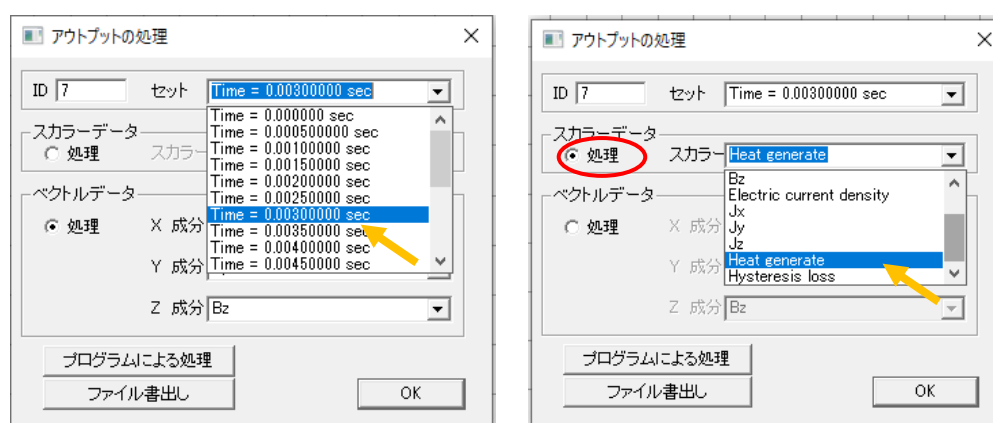 アウトプットの処理
ID 7 セット Time = 0.00300000 sec
Time = 0.000000 sec
Time = 0.000500000 sec
Time = 0.00100000 sec
Time = 0.00150000 sec
Time = 0.00200000 sec
Time = 0.00250000 sec
Time = 0.00300000 sec
Time = 0.00350000 sec
Time = 0.00400000 sec
Time = 0.00450000 sec
スカラーデータ
処理 スカラー
ベクトルデータ
処理 X 成分
Y 成分
Z 成分 Bz
プログラムによる処理
ファイル書出し OK
アウトプットの処理
ID 7 セット Time = 0.00300000 sec
スカラーデータ
処理 スカラー Heat generate
Bz
Electric current density
Jx
Jy
Jz
Heat generate
Hysteresis loss
ベクトルデータ
処理 X 成分
Y 成分
Z 成分 Bz
プログラムによる処理
ファイル書出し OK